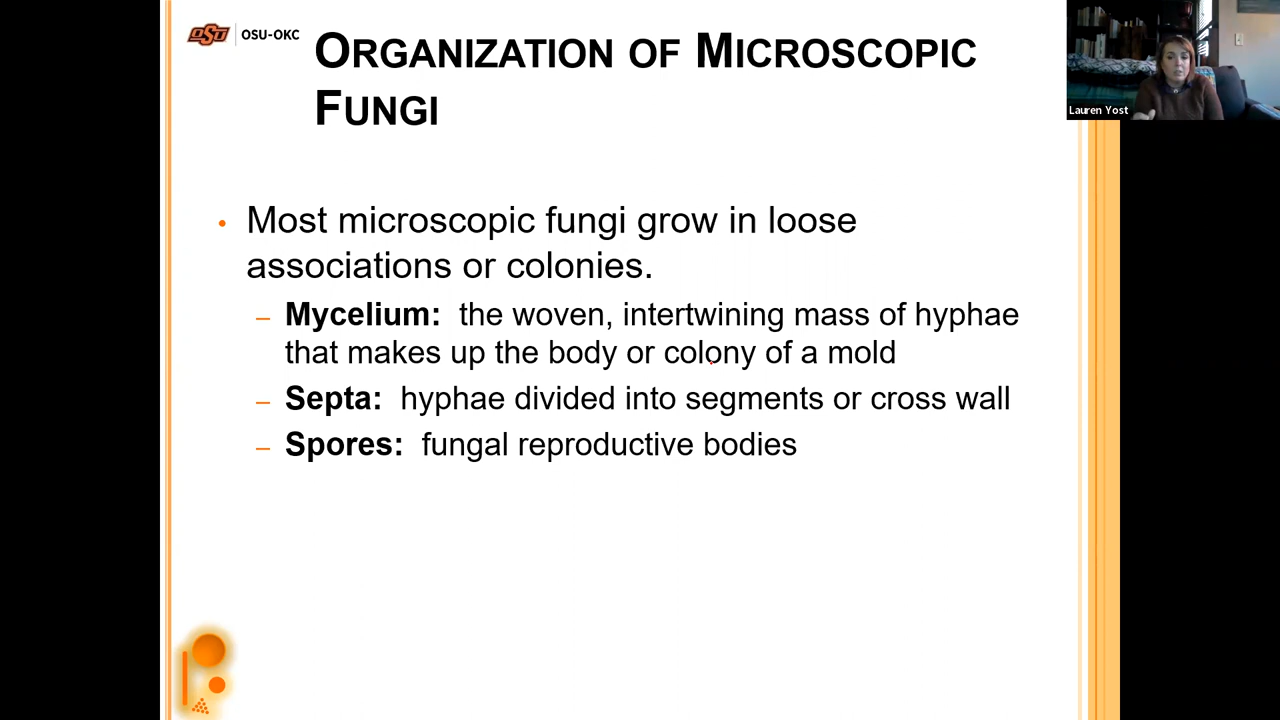 OSU | OSU-OKC
ORGANIZATION OF MICROSCOPIC
FUNGI
Lauren Yost
• Most microscopic fungi grow in loose
associations or colonies.
– Mycelium: the woven, intertwining mass of hyphae
that makes up the body or colony of a mold
– Septa: hyphae divided into segments or cross wall
– Spores: fungal reproductive bodies